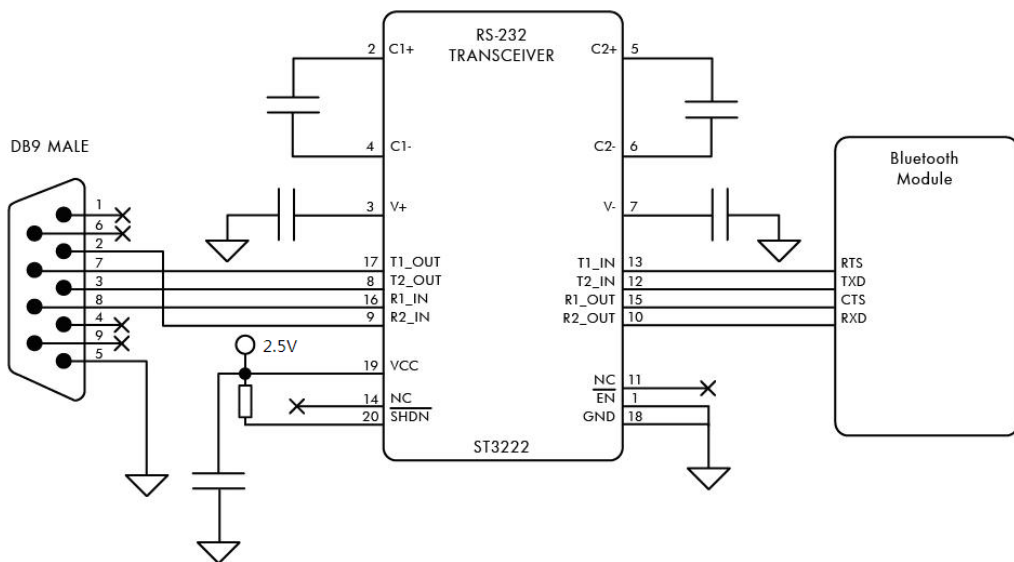 RS-232
TRANSCEIVER
2 C1+
C2+ 5
4 C1-
C2- 6
DB9 MALE
Bluetooth
Module
1
6
2
7
3
8
4
9
5
3 V+
V- 7
17 T1_OUT
8 T2_OUT
16 R1_IN
9 R2_IN
T1_IN 13
T2_IN 12
R1_OUT 15
R2_OUT 10
RTS
TXD
CTS
RXD
2.5V
19 VCC
14 NC
20 SHDN
NC 11
EN 1
GND 18
ST3222